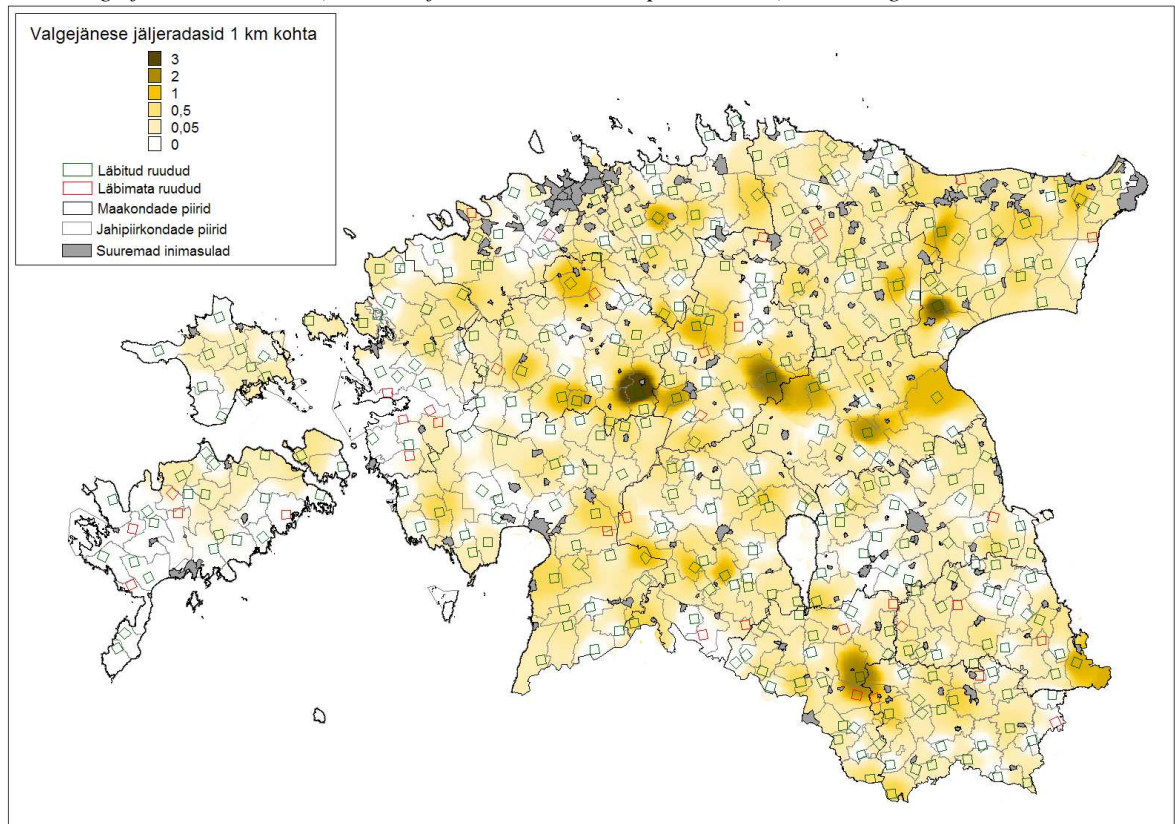 Valgejänese jäljeradasid 1 km kohta
3
2
1
0,5
0,05
0
Läbitud ruudud
Läbimata ruudud
Maakondade piirid
Jahipiirkondade piirid
Suuremad inimasulad